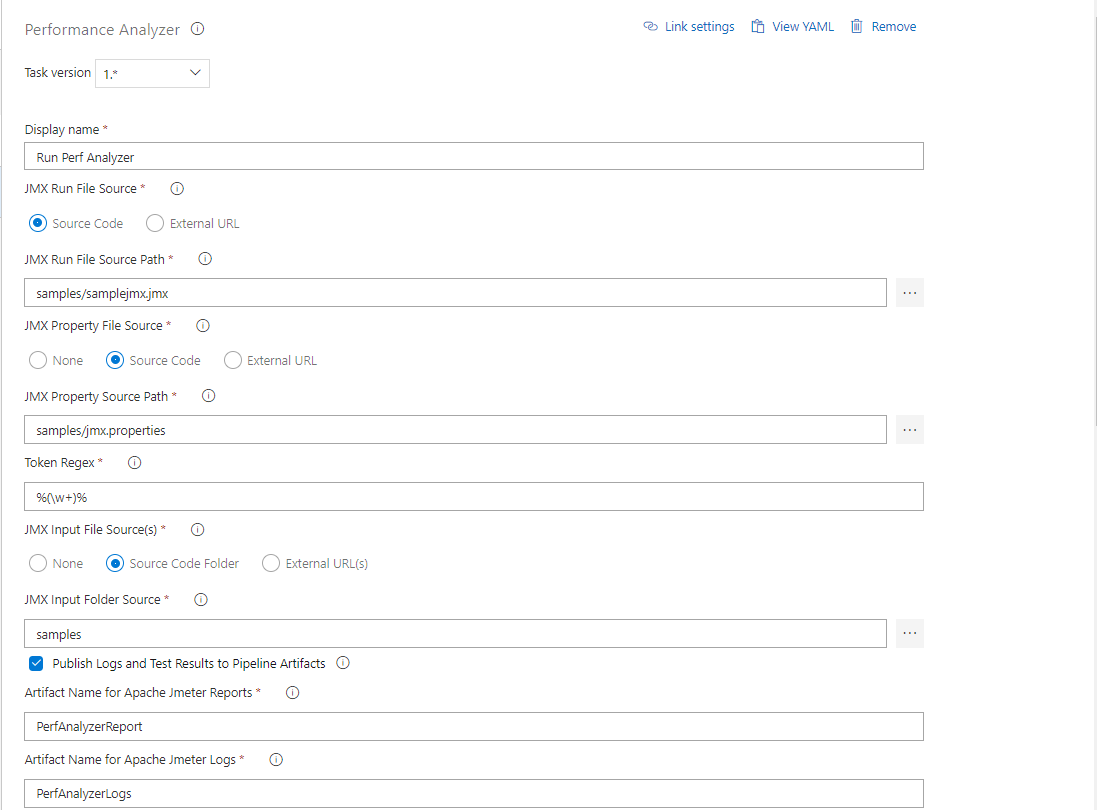 Performance Analyzer
Link settings View YAML Remove
Task version 1.*
Display name *
Run Perf Analyzer
JMX Run File Source *
Source Code External URL
JMX Run File Source Path *
samples/samplejmx.jmx ...
JMX Property File Source *
None Source Code External URL
JMX Property Source Path *
samples/jmx.properties ...
Token Regex *
%(\w+)%
JMX Input File Source(s) *
None Source Code Folder External URL(s)
JMX Input Folder Source *
samples ...
Publish Logs and Test Results to Pipeline Artifacts
Artifact Name for Apache Jmeter Reports *
PerfAnalyzerReport
Artifact Name for Apache Jmeter Logs *
PerfAnalyzerLogs